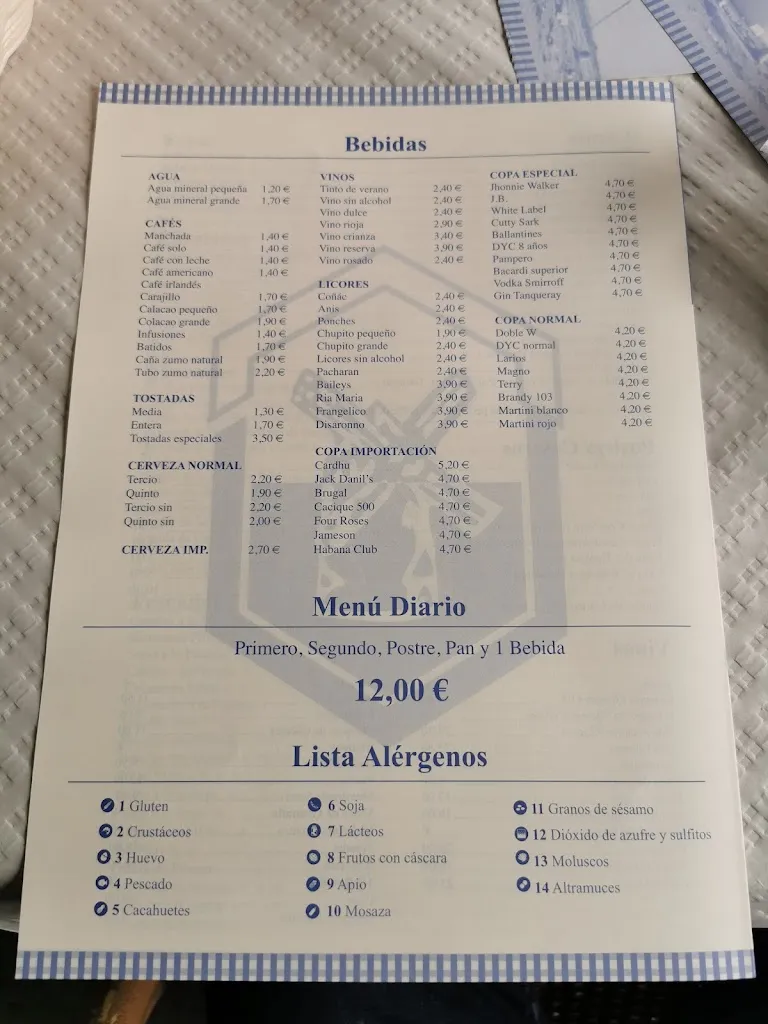 Bebidas
AGUA
Agua mineral pequeña 1,20 €
Agua mineral grande 1,70 €
CAFÉS
Manchada 1,40 €
Café solo 1,40 €
Café con leche 1,40 €
Café americano 1,40 €
Café irlandés
Carajillo 1,70 €
Calacao pequeño 1,70 €
Colacao grande 1,90 €
Infusiones 1,40 €
Batidos 1,70 €
Caña zumo natural 1,90 €
Tubo zumo natural 2,20 €
TOSTADAS
Media 1,30 €
Entera 1,70 €
Tostadas especiales 3,50 €
CERVEZA NORMAL
Tercio 2,20 €
Quinto 1,90 €
Tercio sin 2,20 €
Quinto sin 2,00 €
CERVEZA IMP. 2,70 €
VINOS
Tinto de verano 2,40 €
Vino sin alcohol 2,40 €
Vino dulce 2,40 €
Vino rioja 2,90 €
Vino crianza 3,40 €
Vino reserva 3,90 €
Vino rosado 2,40 €
LICORES
Coñác 2,40 €
Anis 2,40 €
Ponches 2,40 €
Chupito pequeño 1,90 €
Chupito grande 2,40 €
Licores sin alcohol 2,40 €
Pacharan 2,40 €
Baileys 3,90 €
Ria Maria 3,90 €
Frangelico 3,90 €
Disaronno 3,90 €
COPA IMPORTACIÓN
Cardhu 5,20 €
Jack Danil's 4,70 €
Brugal 4,70 €
Cacique 500 4,70 €
Four Roses 4,70 €
Jameson 4,70 €
Habana Club 4,70 €
COPA ESPECIAL
Jhonnie Walker 4,70 €
J.B. 4,70 €
White Label 4,70 €
Cutty Sark 4,70 €
Ballantines 4,70 €
DYC 8 años 4,70 €
Pampero 4,70 €
Bacardi superior 4,70 €
Vodka Smirroff 4,70 €
Gin Tanqueray 4,70 €
COPA NORMAL
Doble W 4,20 €
DYC normal 4,20 €
Larios 4,20 €
Magno 4,20 €
Terry 4,20 €
Brandy 103 4,20 €
Martini blanco 4,20 €
Martini rojo 4,20 €
Menú Diario
Primero, Segundo, Postre, Pan y 1 Bebida
12,00 €
Lista Alérgenos
1 Gluten
2 Crustáceos
3 Huevo
4 Pescado
5 Cacahuetes
6 Soja
7 Lácteos
8 Frutos con cáscara
9 Apio
10 Mosaza
11 Granos de sésamo
12 Dióxido de azufre y sulfitos
13 Moluscos
14 Altramuces